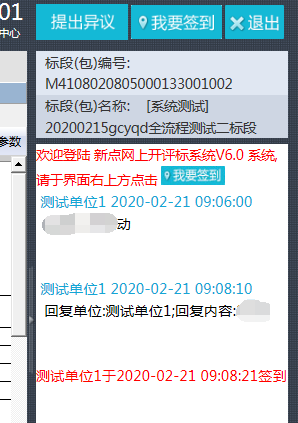 01
中心
提出异议
我要签到
退出
标段(包)编号:
M4108020805000133001002
标段(包)名称: [系统测试]
20200215gcyqd全流程测试二标段
参数
欢迎登陆 新点网上开评标系统V6.0 系统,
请于界面右上方点击 我要签到
测试单位1 2020-02-21 09:06:00
动
测试单位1 2020-02-21 09:08:10
回复单位:测试单位1;回复内容:
测试单位1于2020-02-21 09:08:21签到